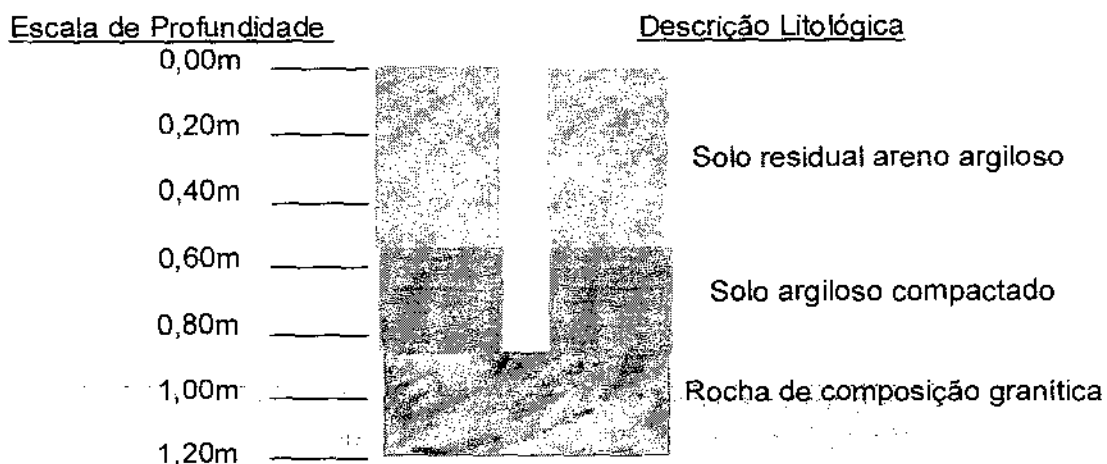 Escala de Profundidade
Descrição Litológica
0,00m
0,20m
Solo residual areno argiloso
0,40m
0,60m
Solo argiloso compactado
0,80m
Rocha de composição granítica
1,00m
1,20m